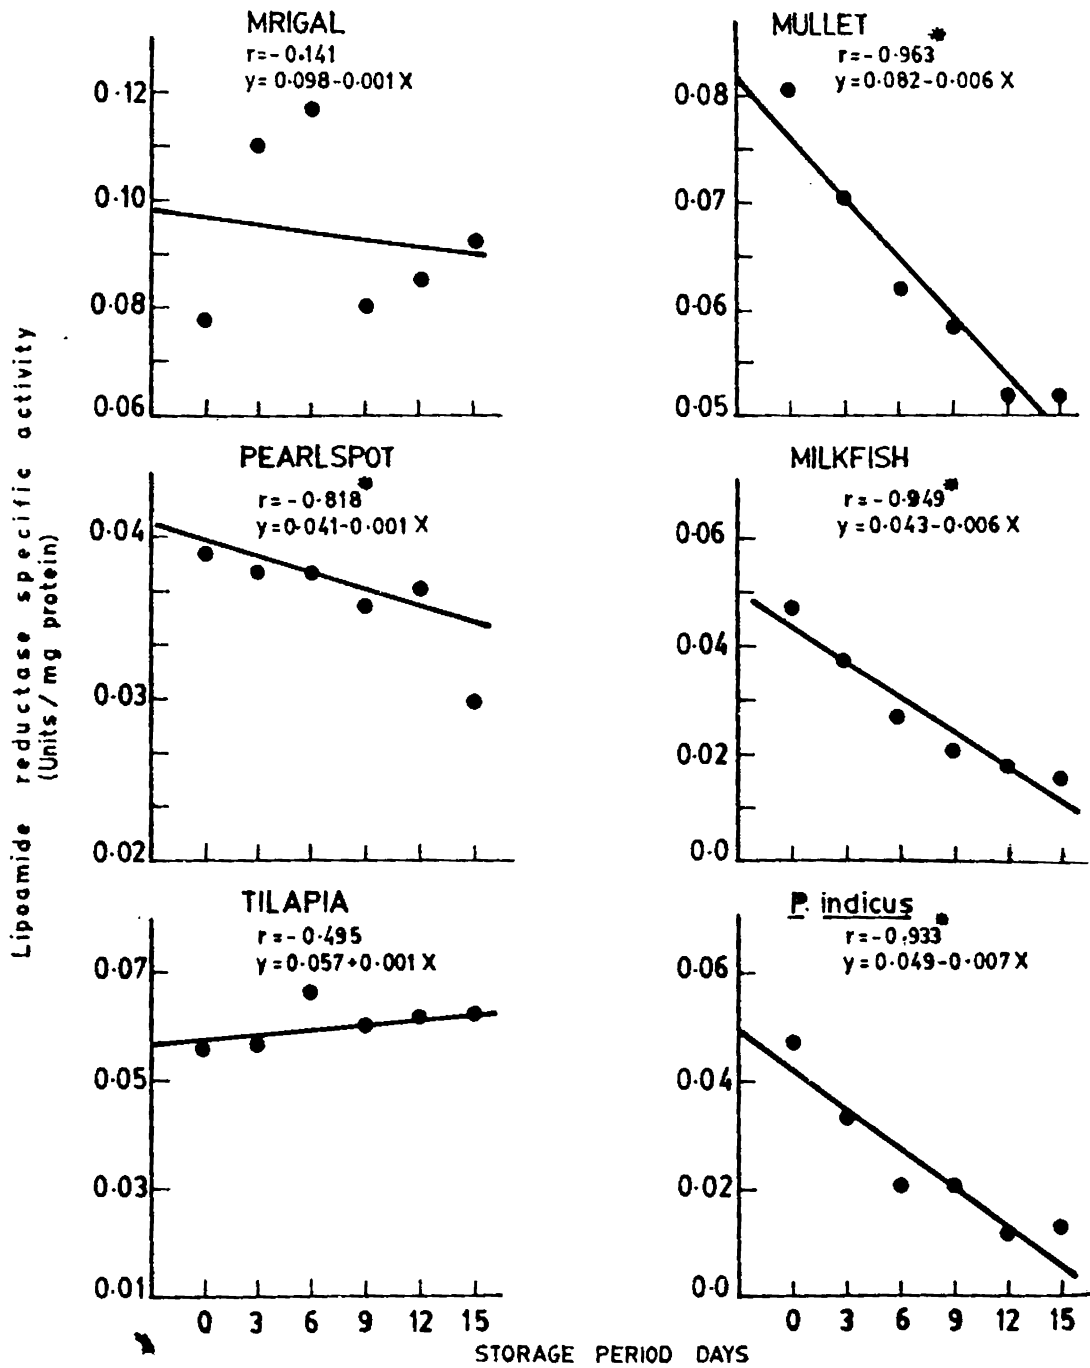 MRIGAL
r=-0.141
y=0.098-0.001X
0.12
0.10
0.08
0.06
MULLET
r=-0.963*
y=0.082-0.006X
0.08
0.07
0.06
0.05
PEARLSPOT
r=-0.818*
y=0.041-0.001X
0.04
0.03
0.02
MILKFISH
r=-0.949*
y=0.043-0.006X
0.06
0.04
0.02
0.0
TILAPIA
r=-0.495
y=0.057+0.001X
0.07
0.05
0.03
0.01
0 3 6 9 12 15
P. indicus
r=-0.933*
y=0.049-0.007X
0.06
0.04
0.02
0.0
0 3 6 9 12 15
STORAGE PERIOD DAYS
Lipoamide reductase specific activity
(Units/mg protein)